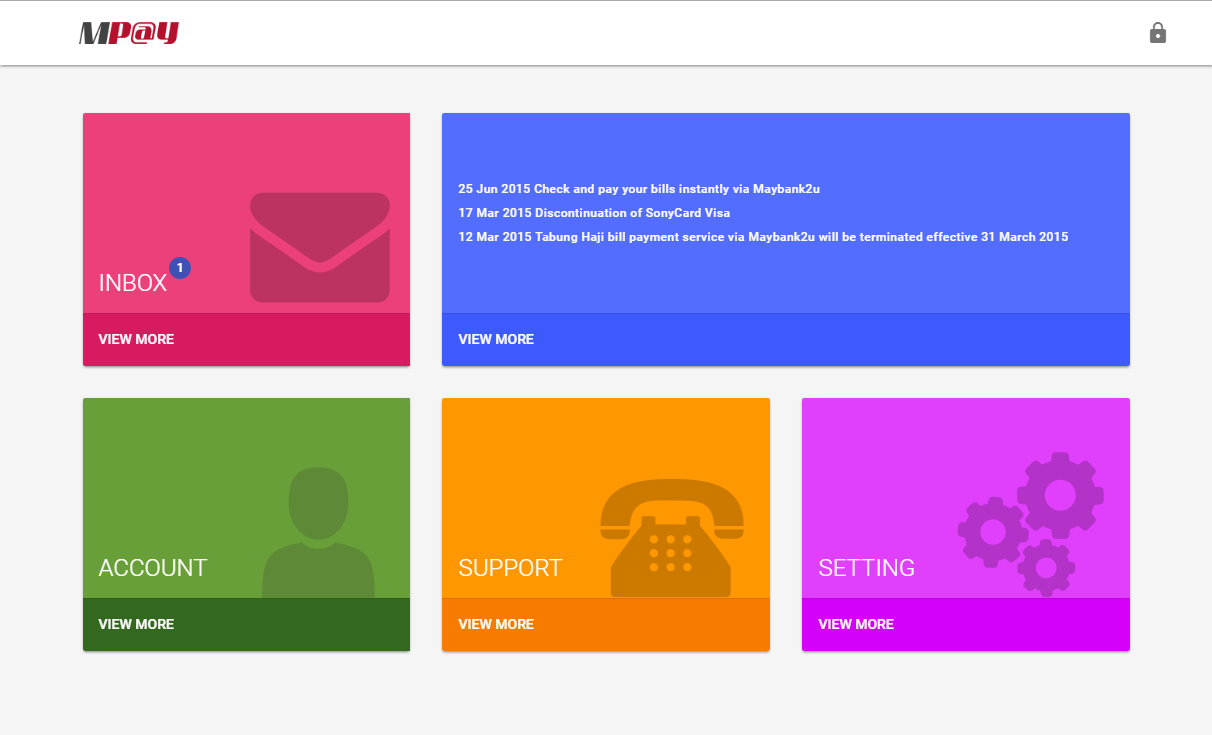 MP@y
INBOX 1
VIEW MORE
25 Jun 2015 Check and pay your bills instantly via Maybank2u
17 Mar 2015 Discontinuation of SonyCard Visa
12 Mar 2015 Tabung Haji bill payment service via Maybank2u will be terminated effective 31 March 2015
VIEW MORE
ACCOUNT
VIEW MORE
SUPPORT
VIEW MORE
SETTING
VIEW MORE